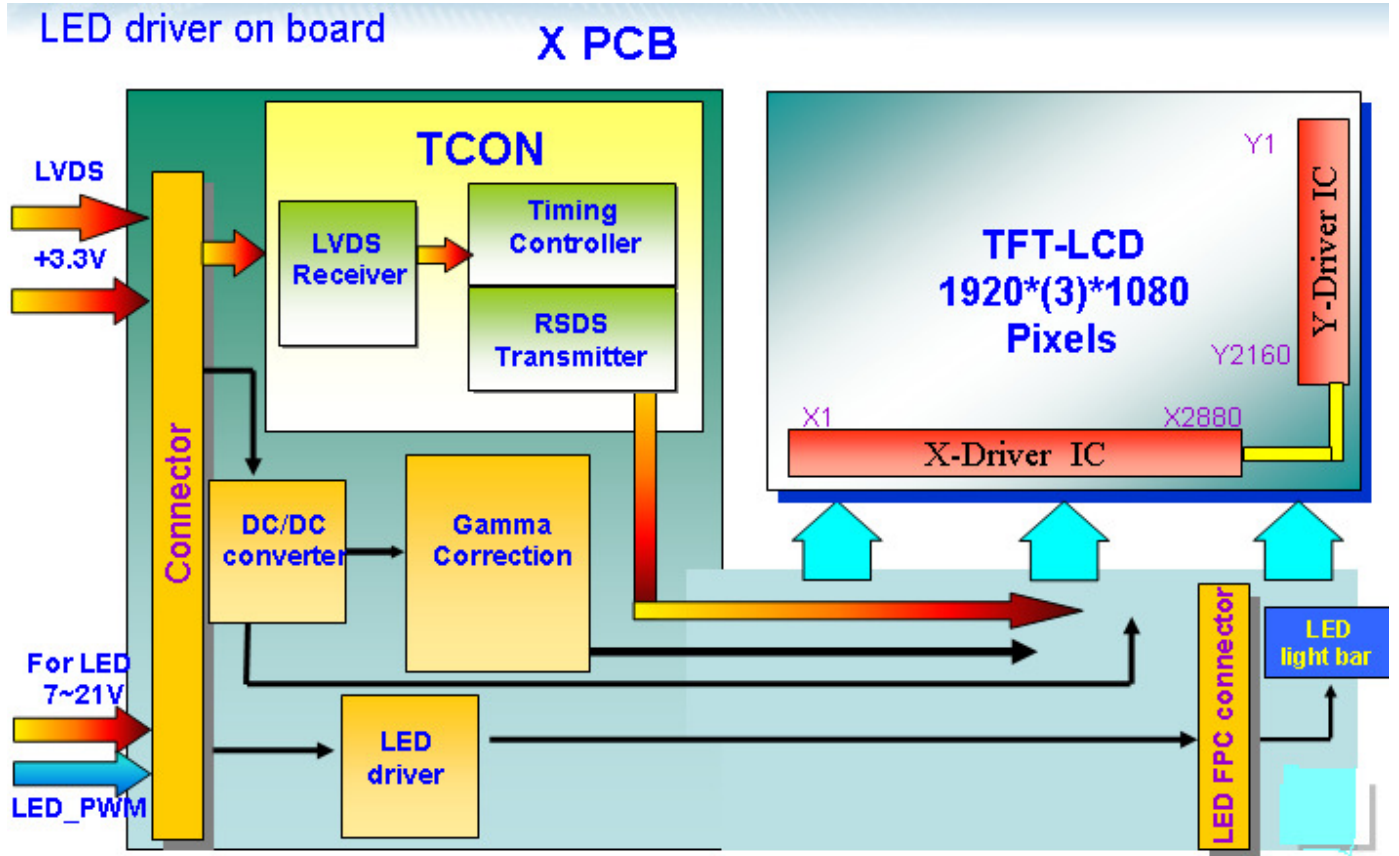 LED driver on board
X PCB
TCON
LVDS
+3.3V
LVDS
Receiver
Timing
Controller
RSDS
Transmitter
Connector
DC/DC
converter
Gamma
Correction
For LED
7~21V
LED_PWM
LED
driver
TFT-LCD
1920*(3)*1080
Pixels
Y1
Y-Driver IC
Y2160
X1
X2880
X-Driver IC
LED FPC connector
LED
light bar